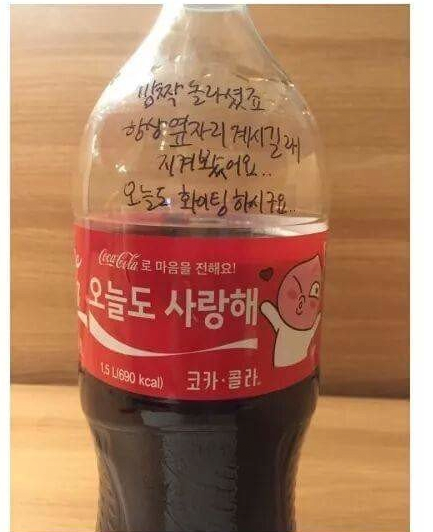 깜짝 놀라셨죠
항상 옆자리 계시길래
지켜봤어요..
오늘도 화이팅 하시구요..
Coca-Cola로 마음을 전해요!
오늘도 사랑해
1.5 L(690 kcal)
코카·콜라